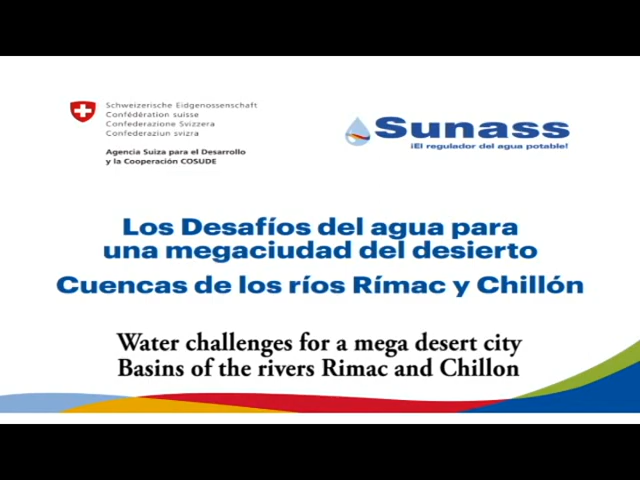 Schweizerische Eidgenossenschaft
Confédération suisse
Confederazione Svizzera
Confederaziun svizra
Agencia Suiza para el Desarrollo
y la Cooperación COSUDE
Sunass
¡El regulador del agua potable!
Los Desafíos del agua para
una megaciudad del desierto
Cuencas de los ríos Rímac y Chillón
Water challenges for a mega desert city
Basins of the rivers Rimac and Chillon